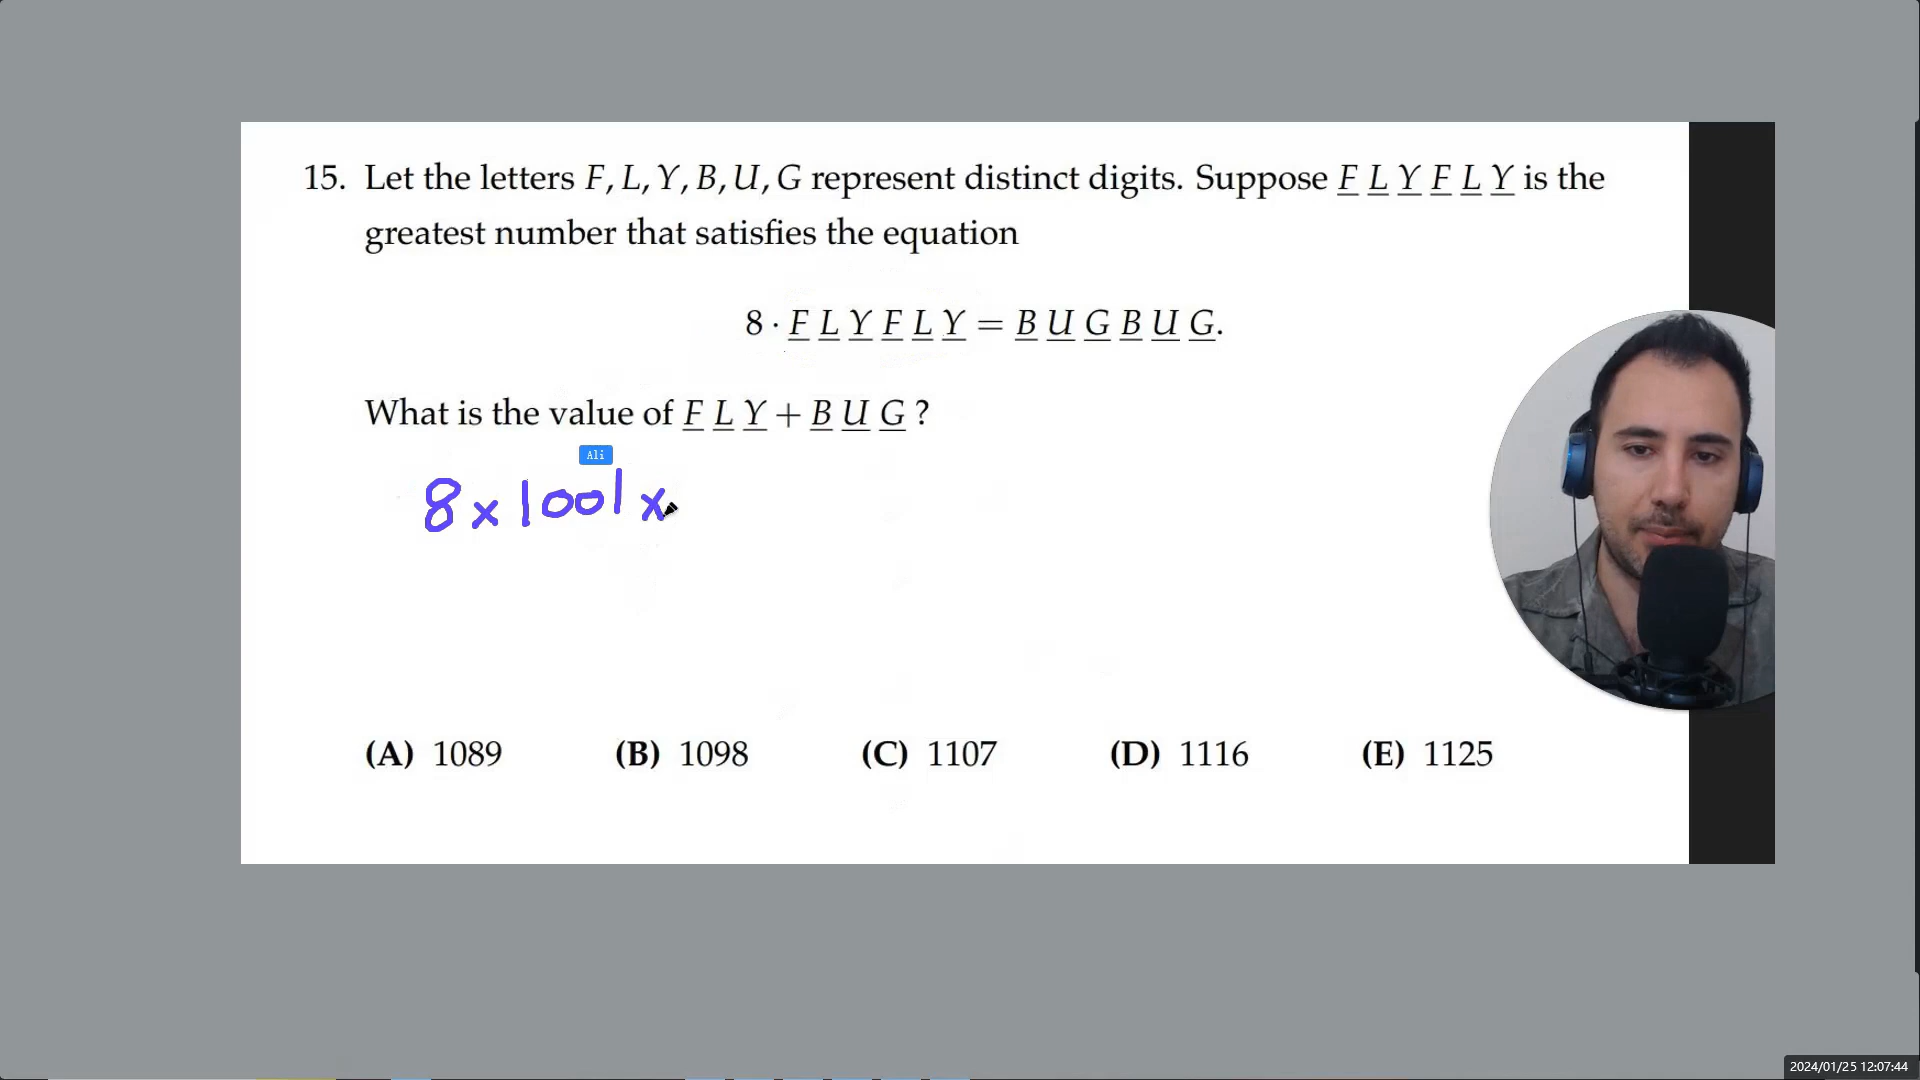 15. Let the letters F, L, Y, B, U, G represent distinct digits. Suppose F L Y F L Y is the
greatest number that satisfies the equation
8 · F L Y F L Y = B U G B U G.
What is the value of F L Y + B U G ?
Ali
8 x 1001 x
(A) 1089 (B) 1098 (C) 1107 (D) 1116 (E) 1125
2024/01/25 12:07:44